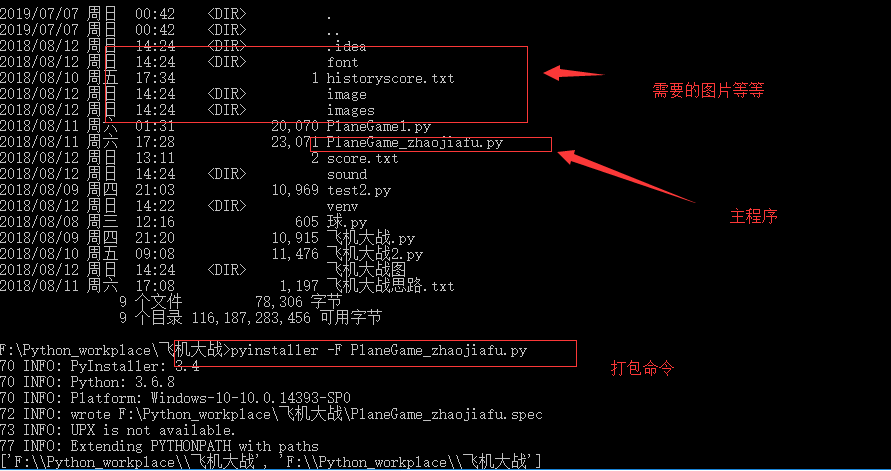 2019/07/07 周日 00:42 <DIR> .
2019/07/07 周日 00:42 <DIR> ..
2018/08/12 周日 14:24 <DIR> .idea
2018/08/12 周日 14:24 <DIR> font
2018/08/10 周五 17:34 1 historyscore.txt
2018/08/12 周日 14:24 <DIR> image
2018/08/12 周日 14:24 <DIR> images
需要的图片等等
2018/08/11 周六 01:31 20,070 PlaneGame1.py
2018/08/11 周六 17:28 23,071 PlaneGame_zhaojiafu.py
2018/08/12 周日 13:11 2 score.txt
2018/08/12 周日 14:24 <DIR> sound
2018/08/09 周四 21:03 10,969 test2.py
2018/08/12 周日 14:22 <DIR> venv
主程序
2018/08/08 周三 12:16 605 球.py
2018/08/09 周四 21:20 10,915 飞机大战.py
2018/08/10 周五 09:08 11,476 飞机大战2.py
2018/08/12 周日 14:24 <DIR> 飞机大战图
2018/08/11 周六 17:08 1,197 飞机大战思路.txt
9 个文件 78,306 字节
9 个目录 116,187,283,456 可用字节
F:\Python_workplace\飞机大战>pyinstaller -F PlaneGame_zhaojiafu.py
打包命令
70 INFO: PyInstaller: 3.4
70 INFO: Python: 3.6.8
70 INFO: Platform: Windows-10-10.0.14393-SP0
72 INFO: wrote F:\Python_workplace\飞机大战\PlaneGame_zhaojiafu.spec
73 INFO: UPX is not available.
77 INFO: Extending PYTHONPATH with paths
['F:\\Python_workplace\\飞机大战', 'F:\\Python_workplace\\飞机大战']